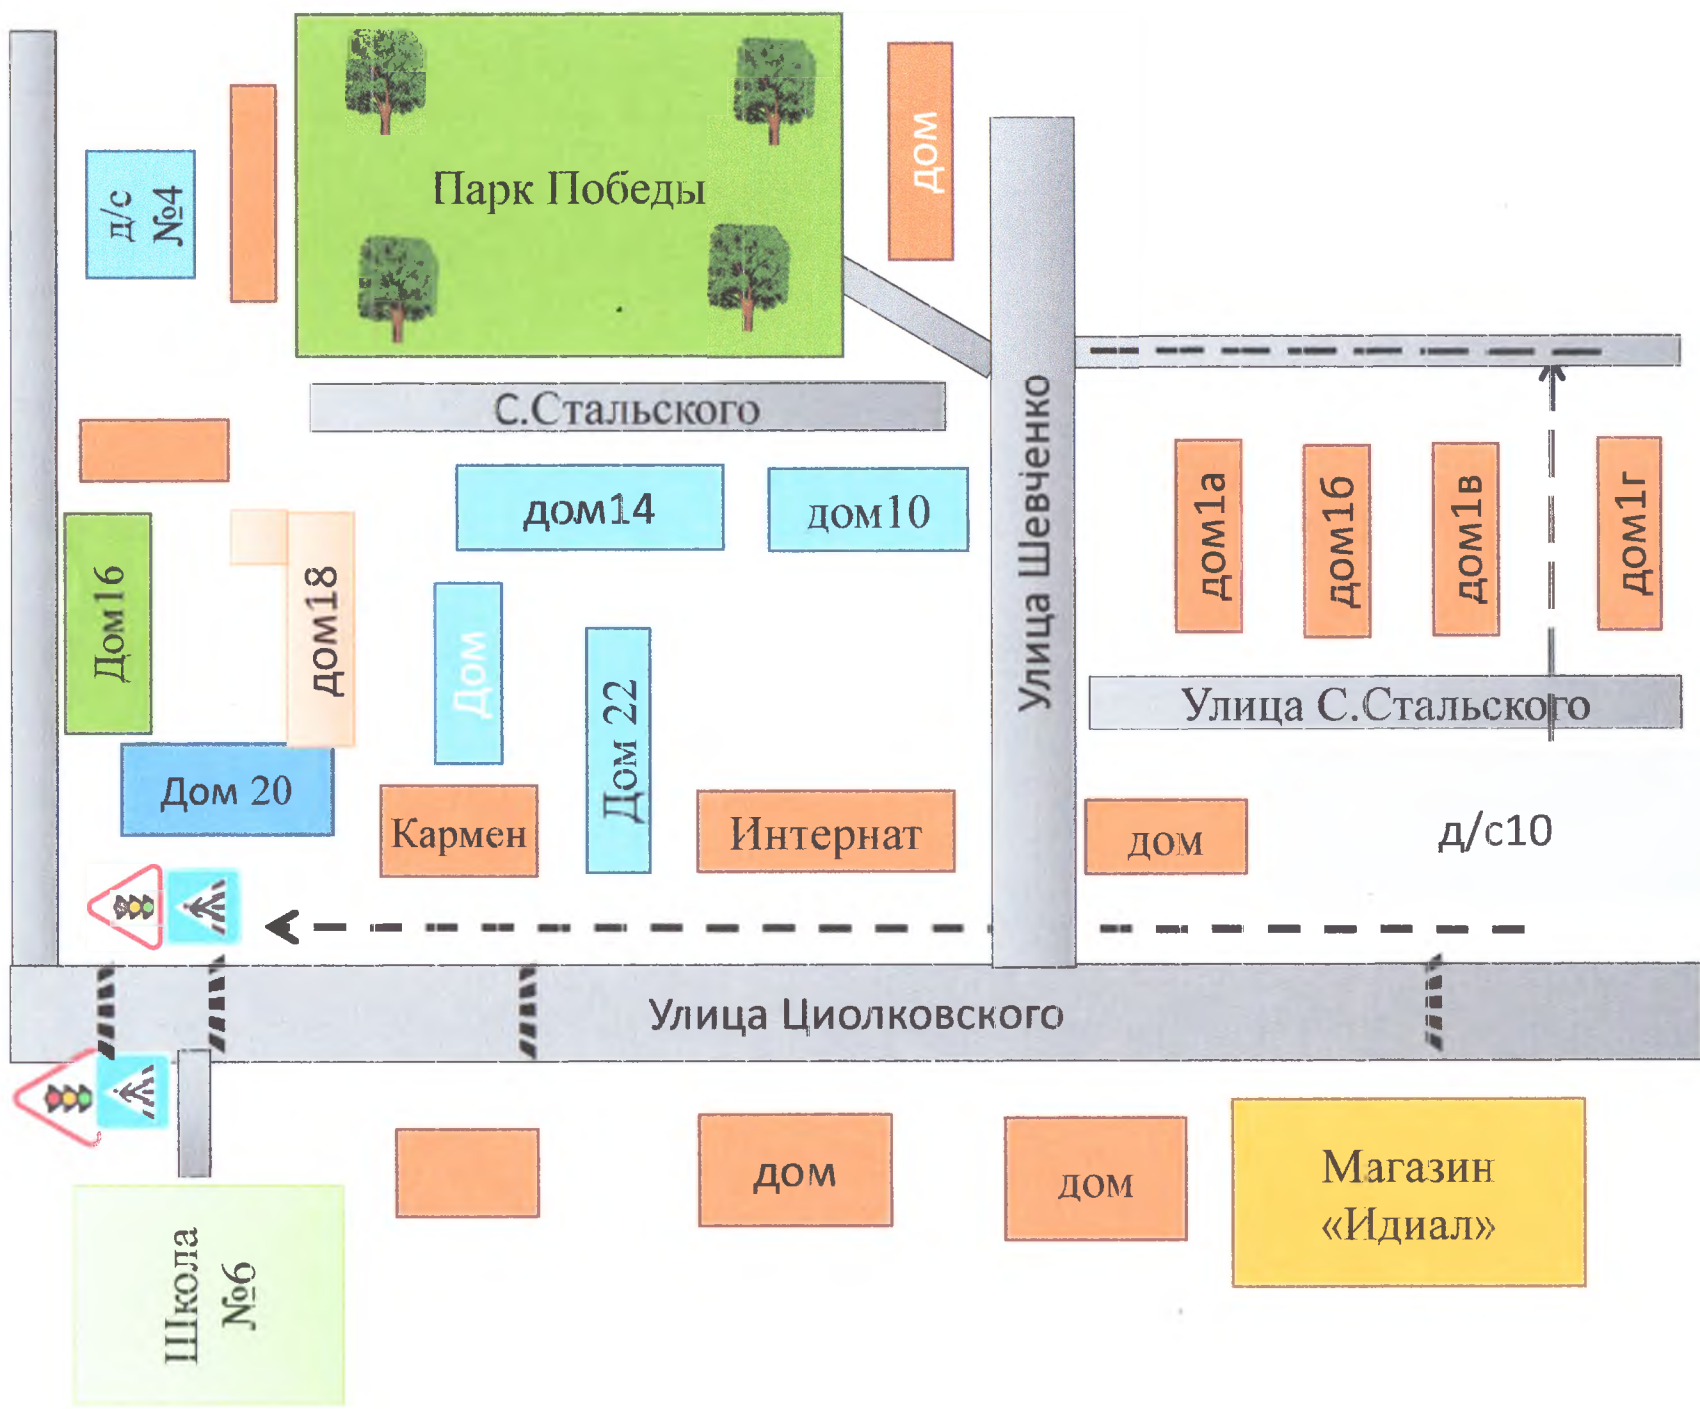 д/с
№4
Парк Победы
дом
С.Стальского
Улица Шевченко
дом14
дом10
дом1а
дом1б
дом1в
дом1г
Дом16
дом18
Дом
Дом 22
Улица С.Стальского
Дом 20
Кармен
Интернат
дом
д/с10
Улица Циолковского
дом
дом
Магазин
«Идиал»
Школа
№6